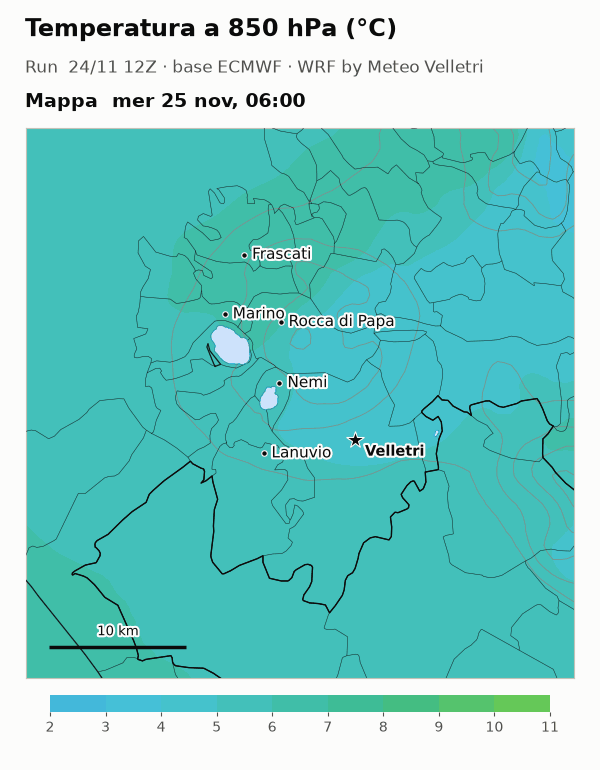 Temperatura a 850 hPa (°C)
Run  24/11 12Z · base ECMWF · WRF by Meteo Velletri
Mappa  mer 25 nov, 06:00
Frascati
Marino
Rocca di Papa
Nemi
Velletri
Lanuvio
10 km
2 3 4 5 6 7 8 9 10 11